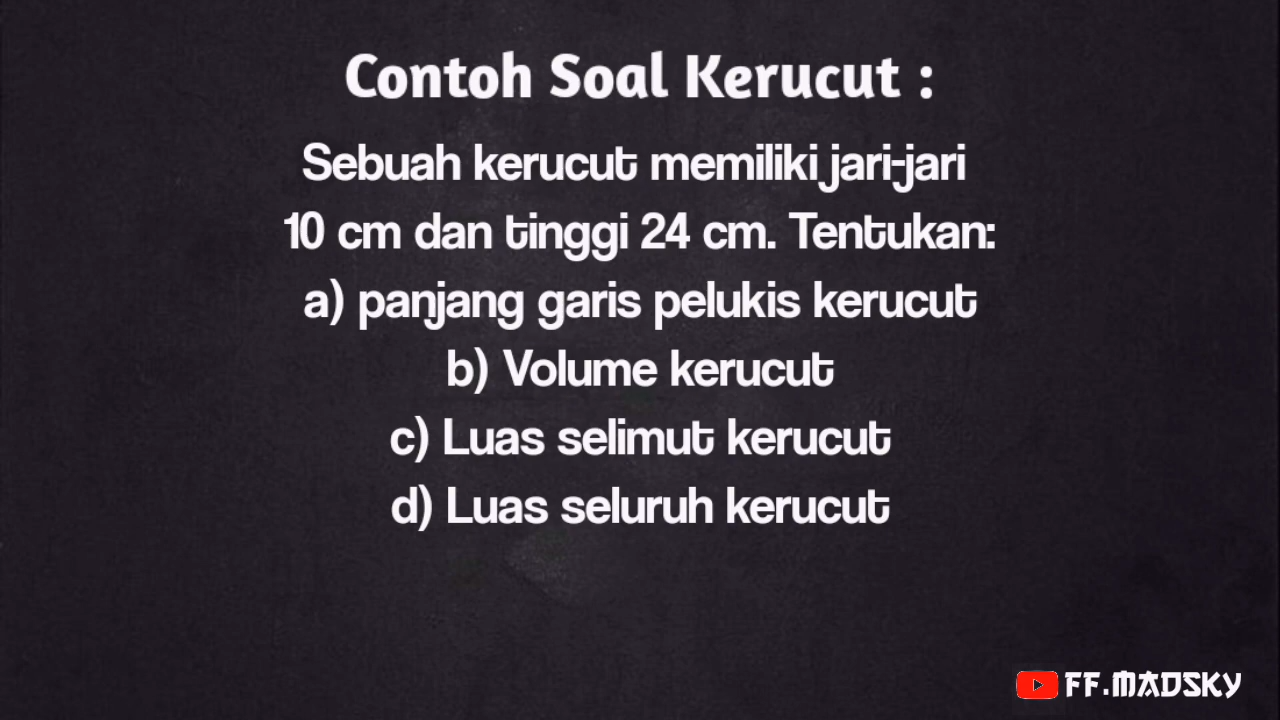 Contoh Soal Kerucut :
Sebuah kerucut memiliki jari-jari
10 cm dan tinggi 24 cm. Tentukan:
a) panjang garis pelukis kerucut
b) Volume kerucut
c) Luas selimut kerucut
d) Luas seluruh kerucut
FF.MADSKY